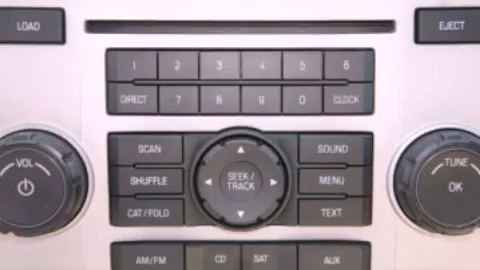 LOAD EJECT
1 2 3 4 5 6
DIRECT 7 8 9 0 CLOCK
SCAN SOUND
VOL SEEK/ TUNE
SHUFFLE TRACK MENU OK
CAT/FOLD TEXT
AM/FM CD SAT AUX